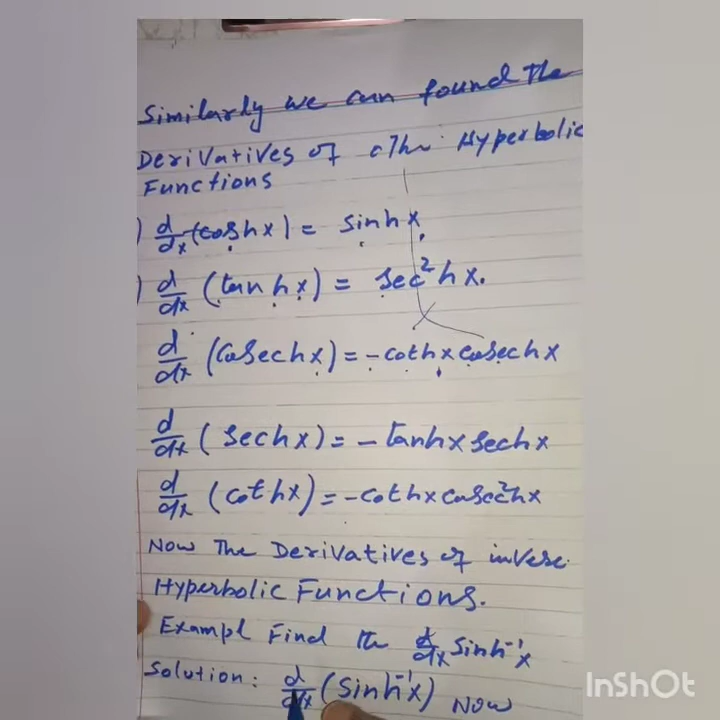 Similarly we can found the
Derivatives of othr Hyperbolic
Functions
) d/dx (coshx) = sinhx.
) d/dx (tanhx) = sec²hx.
d/dx (cosechx) = -cothx cosechx
d/dx (sechx) = -tanhx sechx
d/dx (cothx) = -cothx cosec²hx
Now The Derivatives of inverse.
Hyperbolic Functions.
Exampl Find the d/dx sinh⁻¹x
Solution: d/dx (sinh⁻¹x) Now
InShOt